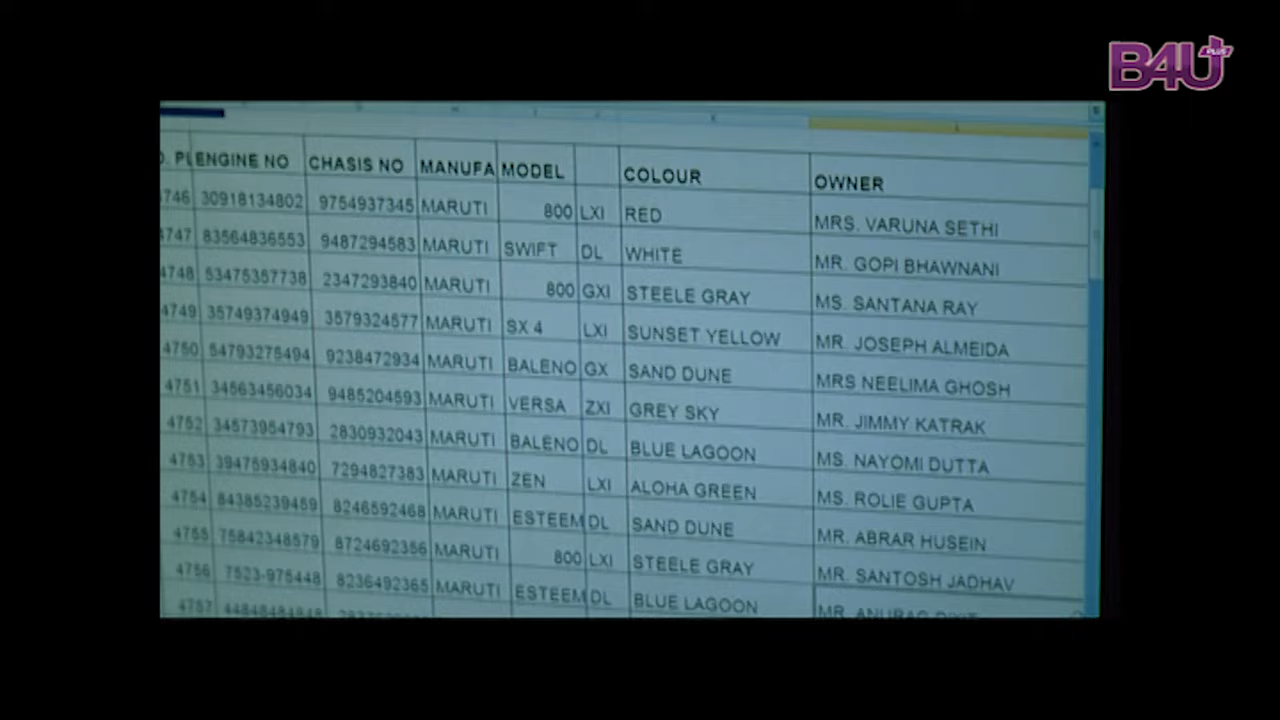 B4U PLUS
ENGINE NO CHASIS NO MANUFA MODEL COLOUR OWNER
4746 30918134802 9754937345 MARUTI 800 LXI RED MRS. VARUNA SETHI
4747 83564836553 9487294583 MARUTI SWIFT DL WHITE MR. GOPI BHAWNANI
4748 53475357738 2347293840 MARUTI 800 GXI STEELE GRAY MS. SANTANA RAY
4749 35749374949 3579324577 MARUTI SX 4 LXI SUNSET YELLOW MR. JOSEPH ALMEIDA
4750 54793275494 9238472934 MARUTI BALENO GX SAND DUNE MRS NEELIMA GHOSH
4751 34563456034 9485204593 MARUTI VERSA ZXI GREY SKY MR. JIMMY KATRAK
4752 34573954793 2830932043 MARUTI BALENO DL BLUE LAGOON MS. NAYOMI DUTTA
4753 39475934840 7294827383 MARUTI ZEN LXI ALOHA GREEN MS. ROLIE GUPTA
4754 84385239459 8246592468 MARUTI ESTEEM DL SAND DUNE MR. ABRAR HUSEIN
4755 75842348579 8724692356 MARUTI 800 LXI STEELE GRAY MR. SANTOSH JADHAV
4756 7523-975448 8236492365 MARUTI ESTEEM DL BLUE LAGOON MR. ANURAG
4757